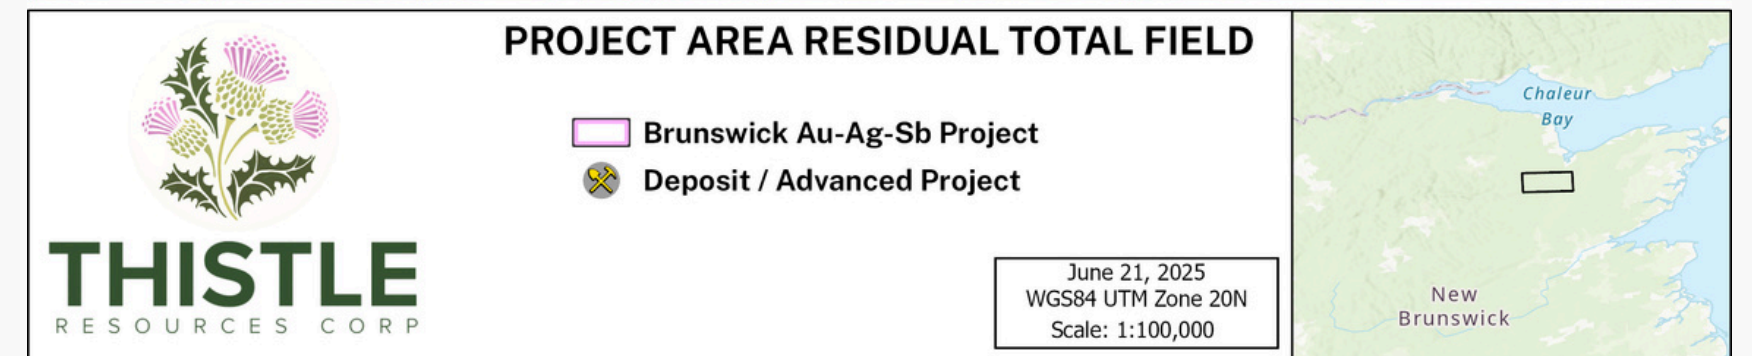 THISTLE
RESOURCES CORP
PROJECT AREA RESIDUAL TOTAL FIELD
Brunswick Au-Ag-Sb Project
Deposit / Advanced Project
June 21, 2025
WGS84 UTM Zone 20N
Scale: 1:100,000
Chaleur
Bay
New
Brunswick